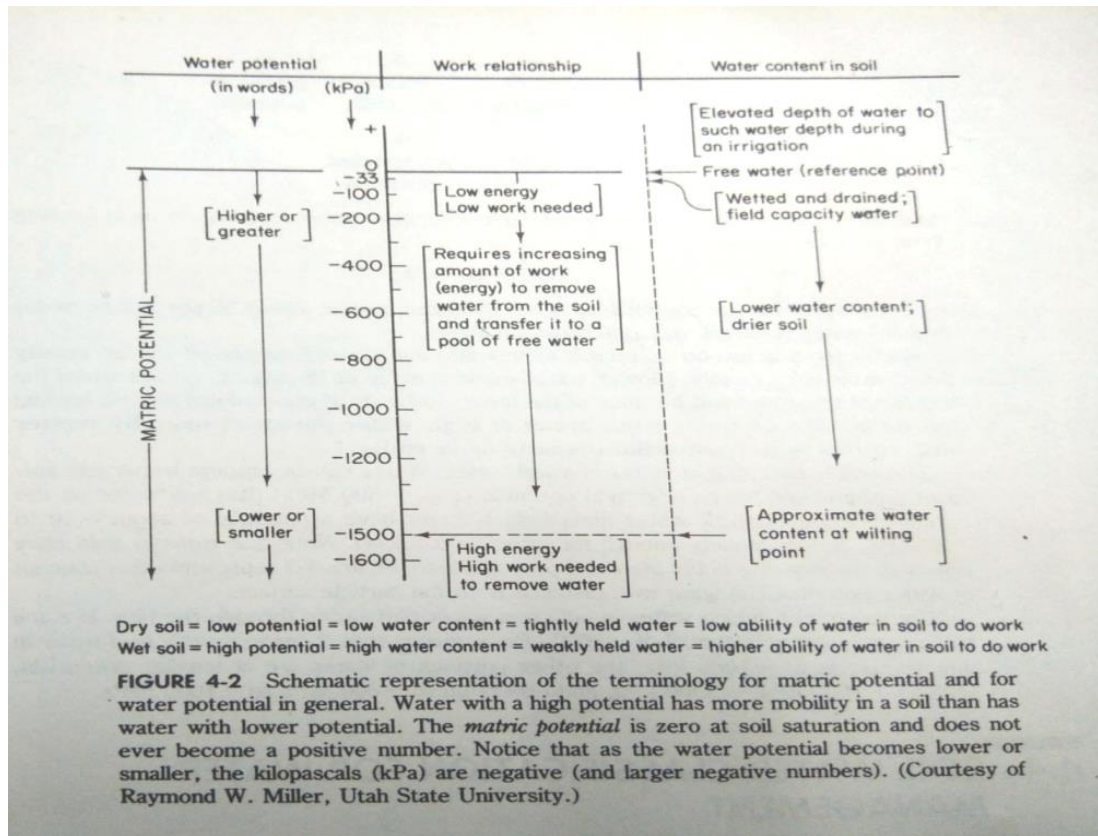 Water potential
Work relationship
Water content in soil
(in words)
(kPa)
+
0
-33
-100
-200
-400
-600
-800
-1000
-1200
-1500
-1600
MATRIC POTENTIAL
[Higher or
greater]
[Lower or
smaller]
[Low energy
Low work needed]
[Requires increasing
amount of work
(energy) to remove
water from the soil
and transfer it to a
pool of free water]
[High energy
High work needed
to remove water]
[Elevated depth of water to
such water depth during
an irrigation]
Free water (reference point)
[Wetted and drained;
field capacity water]
[Lower water content;
drier soil]
[Approximate water
content at wilting
point]
Dry soil = low potential = low water content = tightly held water = low ability of water in soil to do work
Wet soil = high potential = high water content = weakly held water = higher ability of water in soil to do work
FIGURE 4-2 Schematic representation of the terminology for matric potential and for
water potential in general. Water with a high potential has more mobility in a soil than has
water with lower potential. The matric potential is zero at soil saturation and does not
ever become a positive number. Notice that as the water potential becomes lower or
smaller, the kilopascals (kPa) are negative (and larger negative numbers). (Courtesy of
Raymond W. Miller, Utah State University.)